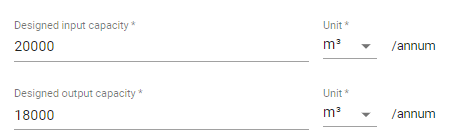 Designed input capacity * Unit *
20000 m³ /annum
Designed output capacity * Unit *
18000 m³ /annum